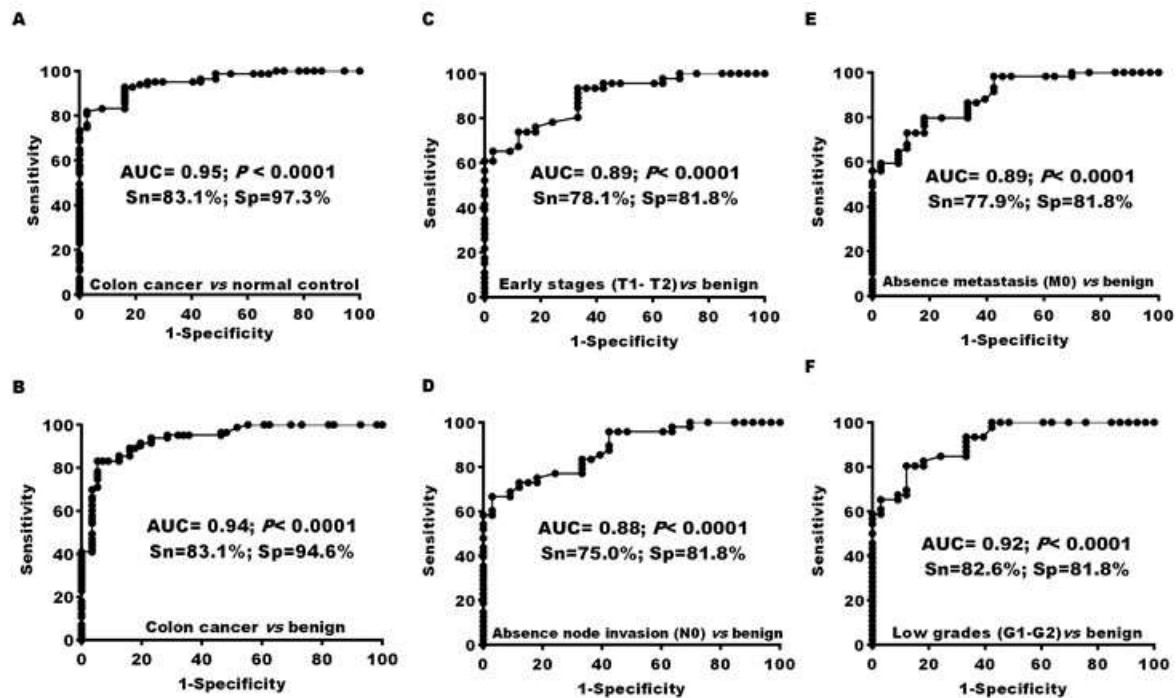 A
100
80
60
40
20
0
Sensitivity
AUC= 0.95; P < 0.0001
Sn=83.1%; Sp=97.3%
Colon cancer vs normal control
0 20 40 60 80 100
1-Specificity
B
100
80
60
40
20
0
Sensitivity
AUC= 0.94; P< 0.0001
Sn=83.1%; Sp=94.6%
Colon cancer vs benign
0 20 40 60 80 100
1-Specificity
C
100
80
60
40
20
0
Sensitivity
AUC= 0.89; P< 0.0001
Sn=78.1%; Sp=81.8%
Early stages (T1- T2)vs benign
0 20 40 60 80 100
1-Specificity
D
100
80
60
40
20
0
Sensitivity
AUC= 0.88; P< 0.0001
Sn=75.0%; Sp=81.8%
Absence node invasion (N0) vs benign
0 20 40 60 80 100
1-Specificity
E
100
80
60
40
20
0
Sensitivity
AUC= 0.89; P< 0.0001
Sn=77.9%; Sp=81.8%
Absence metastasis (M0) vs benign
0 20 40 60 80 100
1-Specificity
F
100
80
60
40
20
0
Sensitivity
AUC= 0.92; P< 0.0001
Sn=82.6%; Sp=81.8%
Low grades (G1-G2)vs benign
0 20 40 60 80 100
1-Specificity